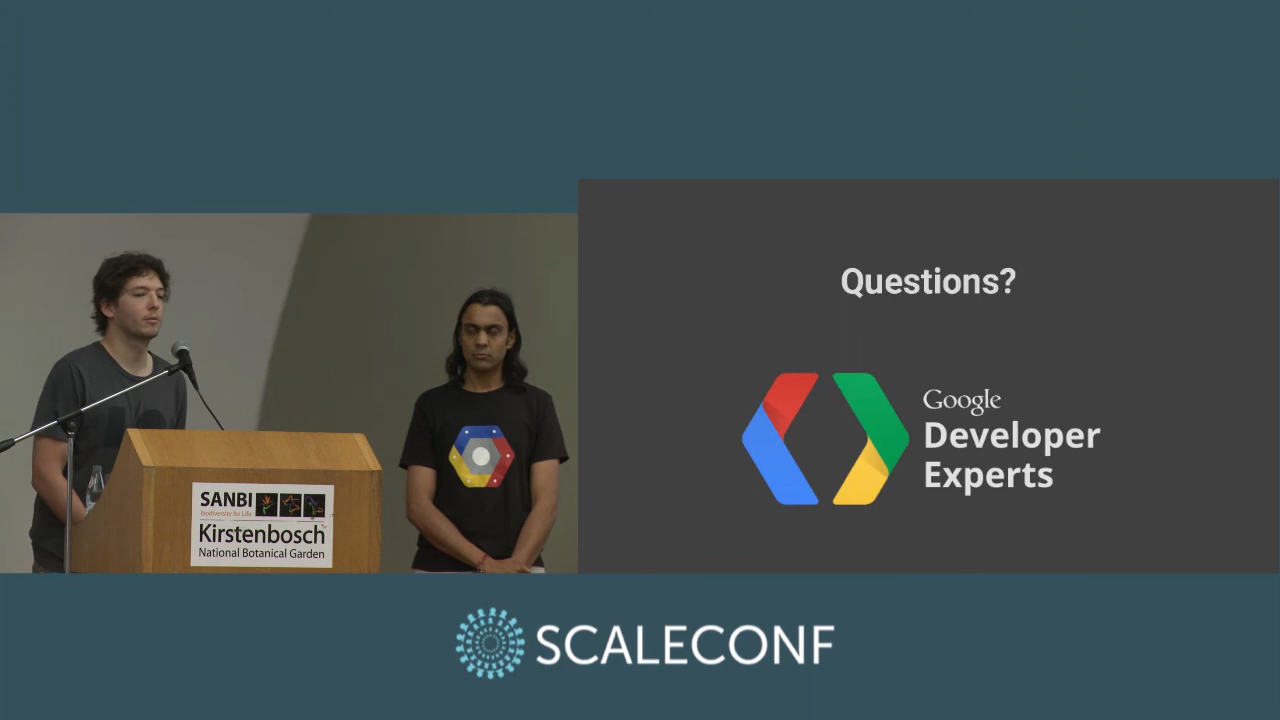 SANBI
Biodiversity for Life
Kirstenbosch
National Botanical Garden
Questions?
Google
Developer
Experts
SCALECONF